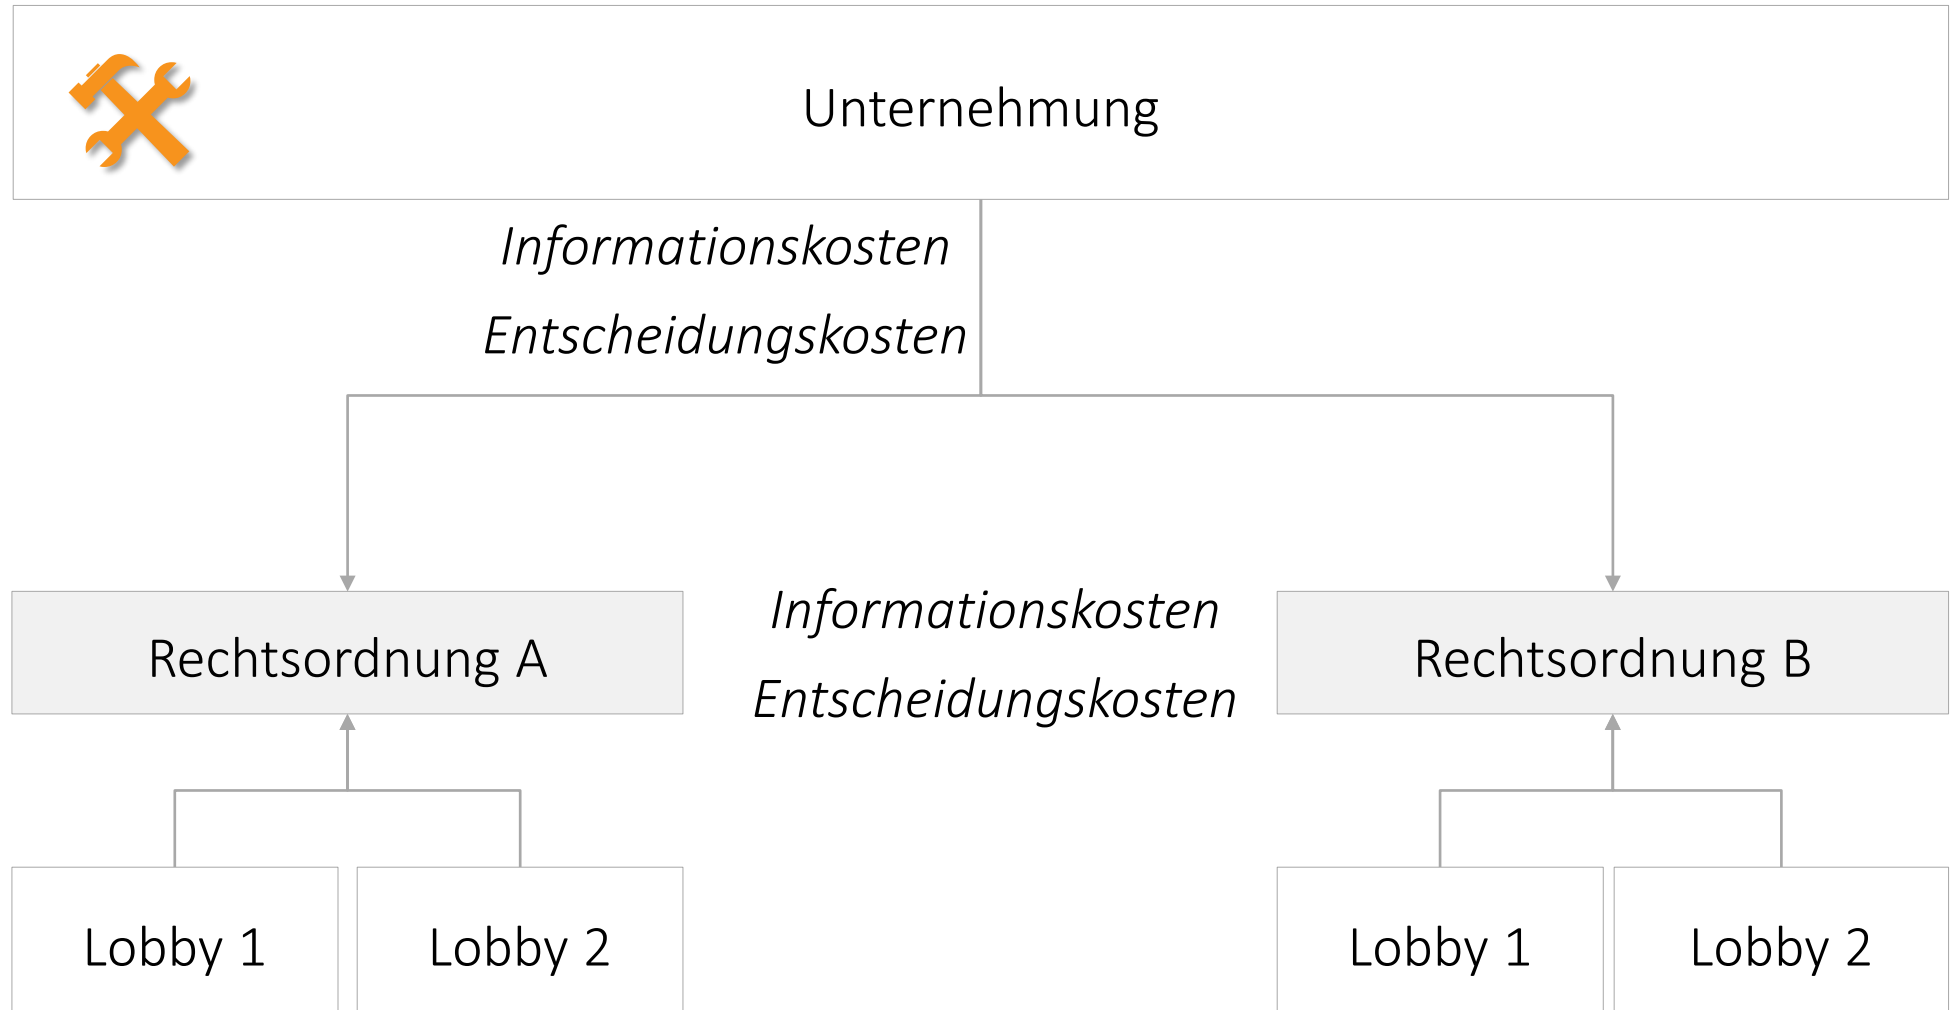 Unternehmung
Informationskosten
Entscheidungskosten
Informationskosten
Entscheidungskosten
Rechtsordnung A
Rechtsordnung B
Lobby 1
Lobby 2
Lobby 1
Lobby 2